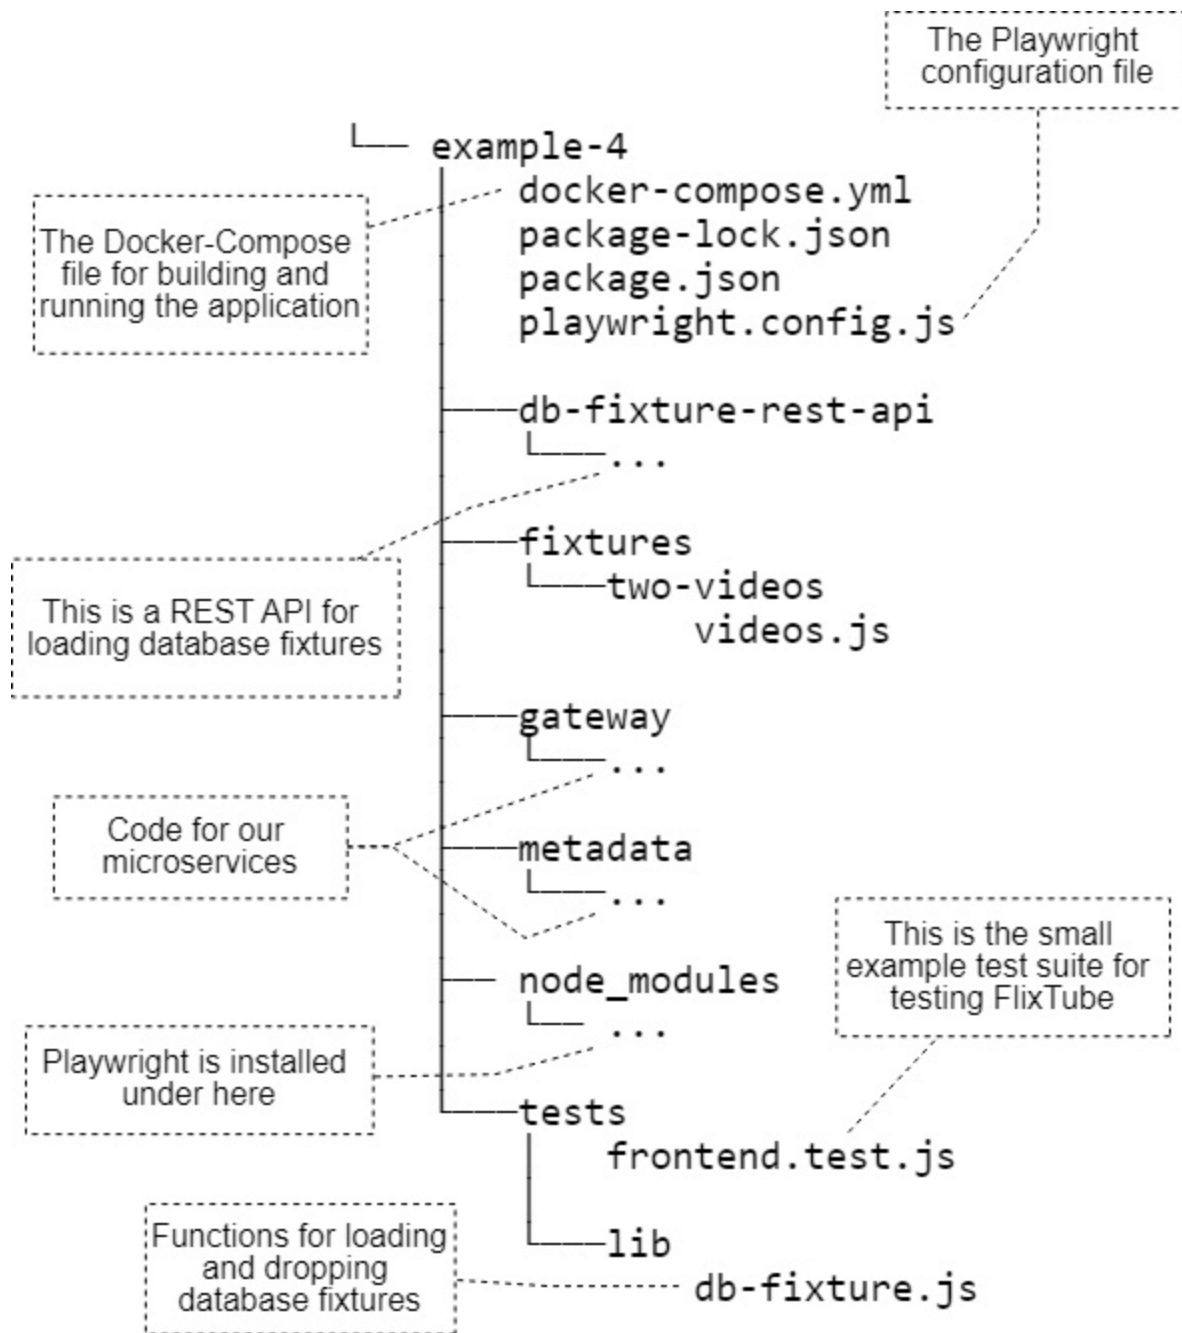 The Playwright
configuration file
example-4
docker-compose.yml
package-lock.json
package.json
playwright.config.js
The Docker-Compose
file for building and
running the application
db-fixture-rest-api
...
This is a REST API for
loading database fixtures
fixtures
two-videos
videos.js
gateway
...
Code for our
microservices
metadata
...
This is the small
example test suite for
testing FlixTube
node_modules
...
Playwright is installed
under here
tests
frontend.test.js
lib
db-fixture.js
Functions for loading
and dropping
database fixtures